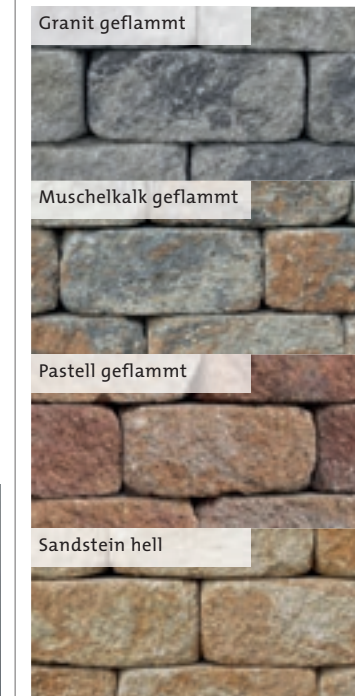 Granit geflammt
Muschelkalk geflammt
Pastell geflammt
Sandstein hell